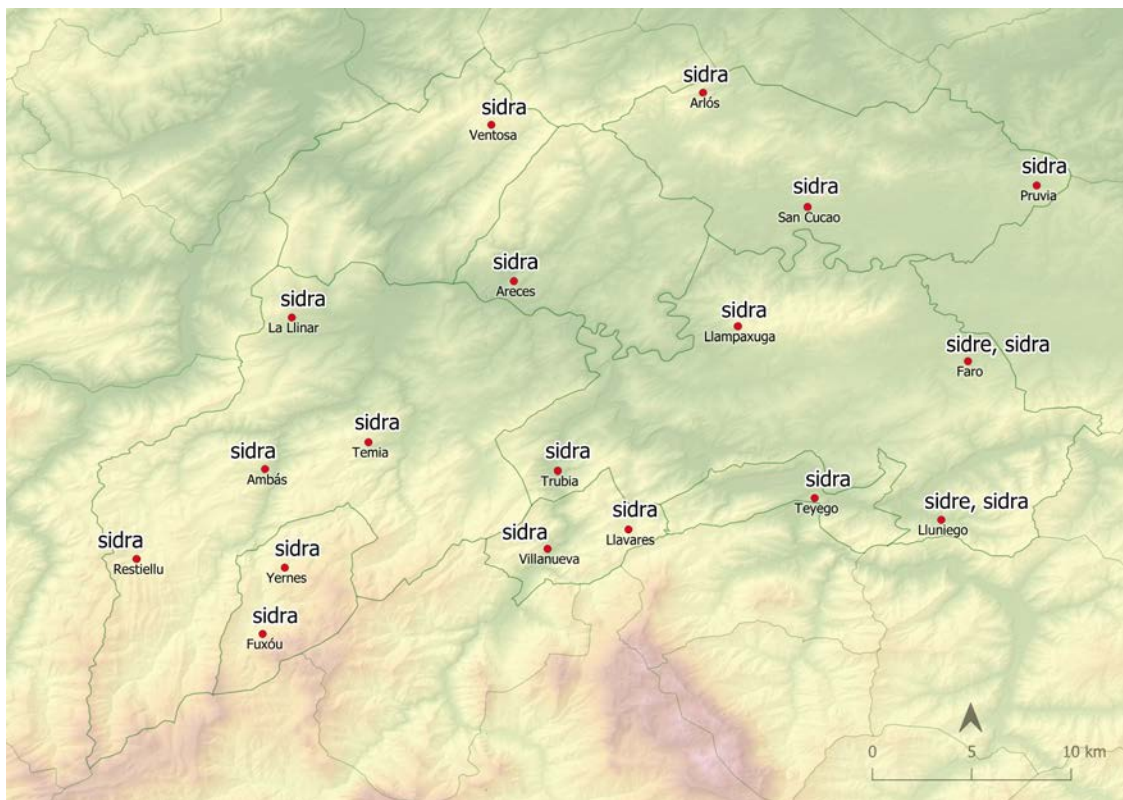 sidra
Arlós
sidra
Ventosa
sidra
Pruvia
sidra
San Cucao
sidra
Areces
sidra
La Llinar
sidra
Llampaxuga
sidre, sidra
Faro
sidra
Temia
sidra
Ambás
sidra
Trubia
sidra
Teyego
sidre, sidra
Lluniego
sidra
Llavares
sidra
Villanueva
sidra
Restiellu
sidra
Yernes
sidra
Fuxóu
0 5 10 km